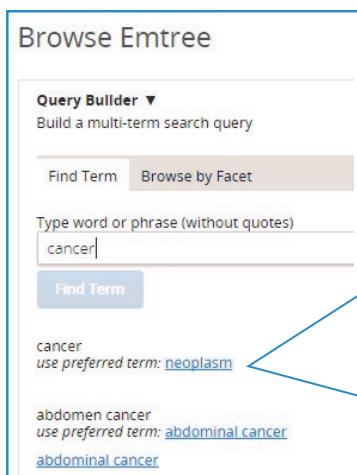 Browse Emtree
Query Builder ▼
Build a multi-term search query
Find Term Browse by Facet
Type word or phrase (without quotes)
cancer
Find Term
cancer
use preferred term: neoplasm
abdomen cancer
use preferred term: abdominal cancer
abdominal cancer